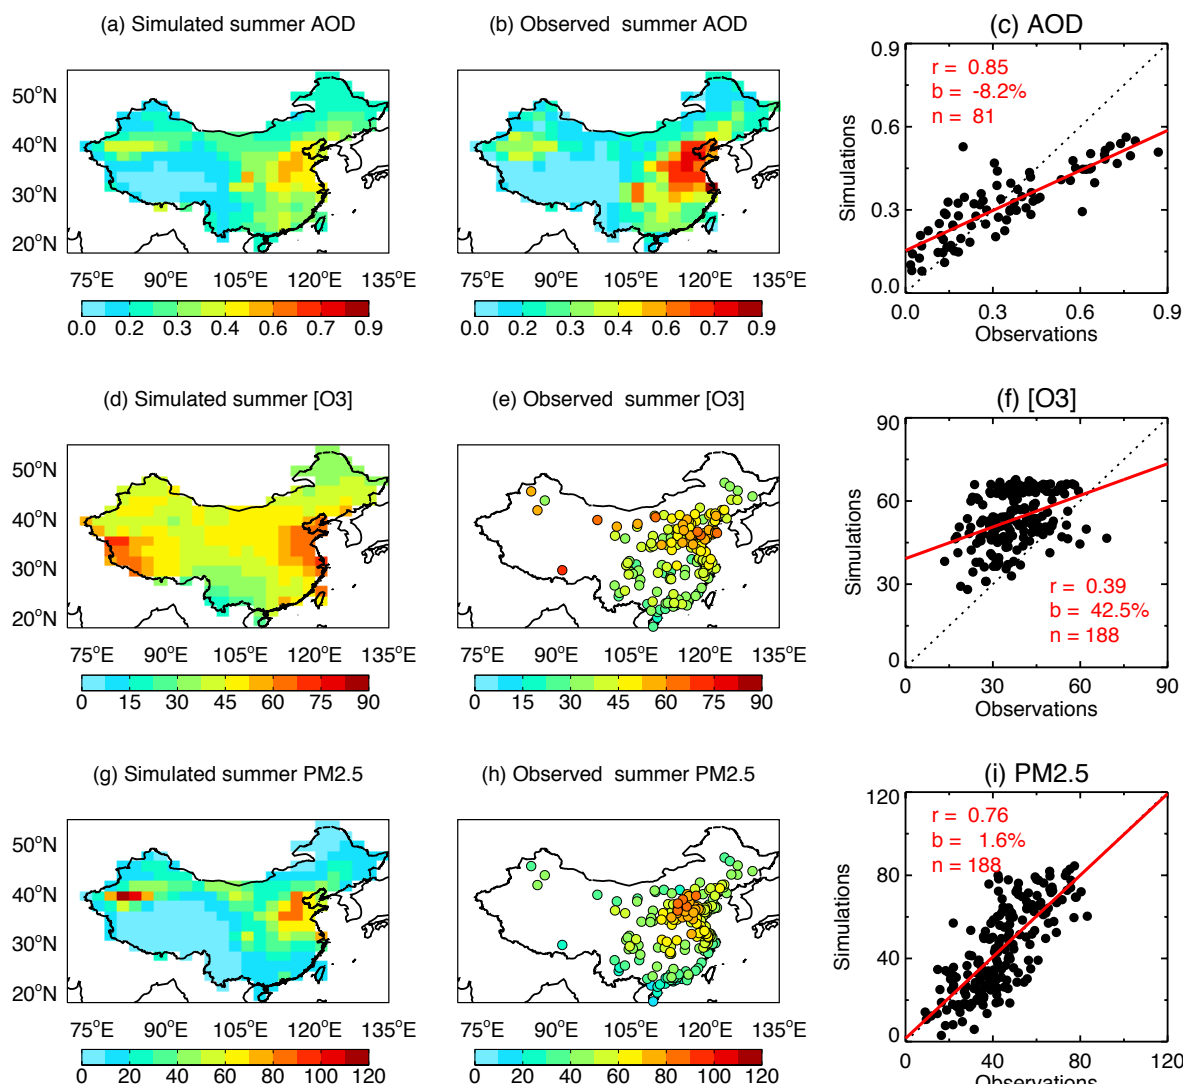 (a) Simulated summer AOD
(b) Observed summer AOD
(c) AOD
50°N
40°N
30°N
20°N
75°E 90°E 105°E 120°E 135°E
0.0 0.2 0.3 0.4 0.6 0.7 0.9
75°E 90°E 105°E 120°E 135°E
0.0 0.2 0.3 0.4 0.6 0.7 0.9
r = 0.85
b = -8.2%
n = 81
Simulations
0.9
0.6
0.3
0.0
0.0 0.3 0.6 0.9
Observations
(d) Simulated summer [O3]
(e) Observed summer [O3]
(f) [O3]
50°N
40°N
30°N
20°N
75°E 90°E 105°E 120°E 135°E
0 15 30 45 60 75 90
75°E 90°E 105°E 120°E 135°E
0 15 30 45 60 75 90
Simulations
90
60
30
0
r = 0.39
b = 42.5%
n = 188
0 30 60 90
Observations
(g) Simulated summer PM2.5
(h) Observed summer PM2.5
(i) PM2.5
50°N
40°N
30°N
20°N
75°E 90°E 105°E 120°E 135°E
0 20 40 60 80 100 120
75°E 90°E 105°E 120°E 135°E
0 20 40 60 80 100 120
r = 0.76
b = 1.6%
n = 188
Simulations
120
80
40
0
0 40 80 120
Observations